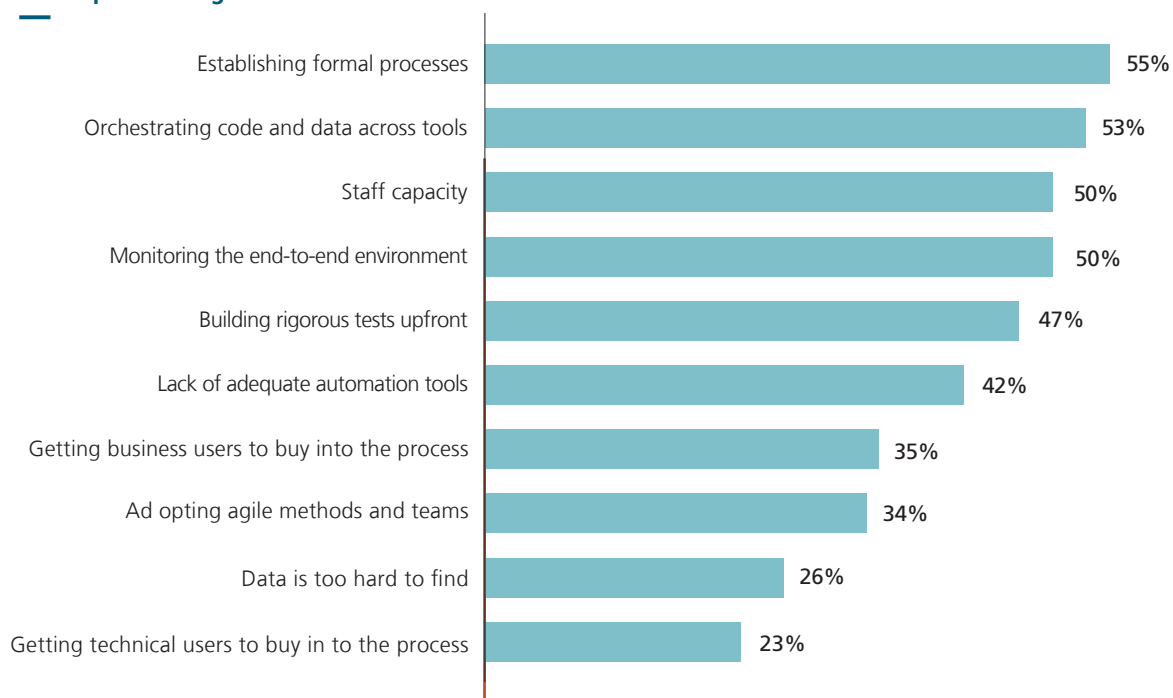 Establishing formal processes 55%
Orchestrating code and data across tools 53%
Staff capacity 50%
Monitoring the end-to-end environment 50%
Building rigorous tests upfront 47%
Lack of adequate automation tools 42%
Getting business users to buy into the process 35%
Ad opting agile methods and teams 34%
Data is too hard to find 26%
Getting technical users to buy in to the process 23%